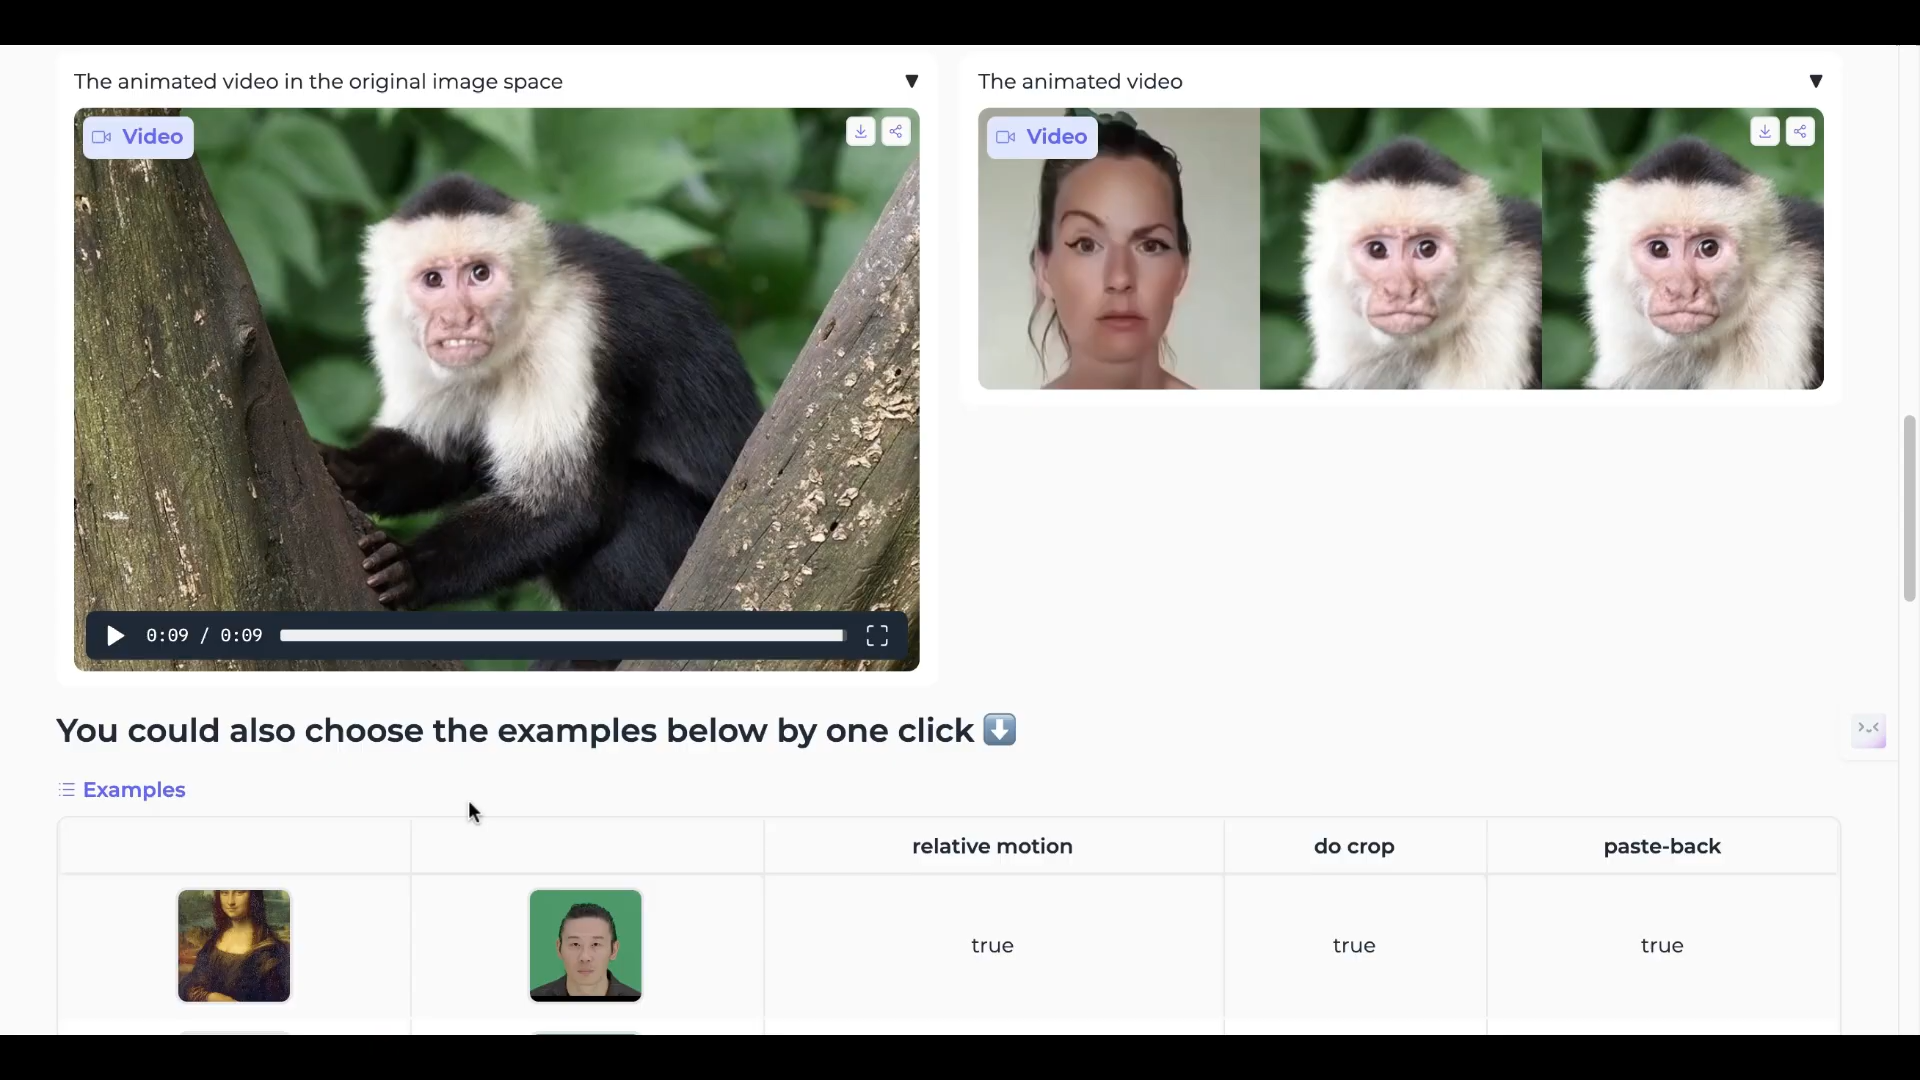 The animated video in the original image space
Video
0:09 / 0:09
The animated video
Video
You could also choose the examples below by one click
Examples
relative motion do crop paste-back
true true true